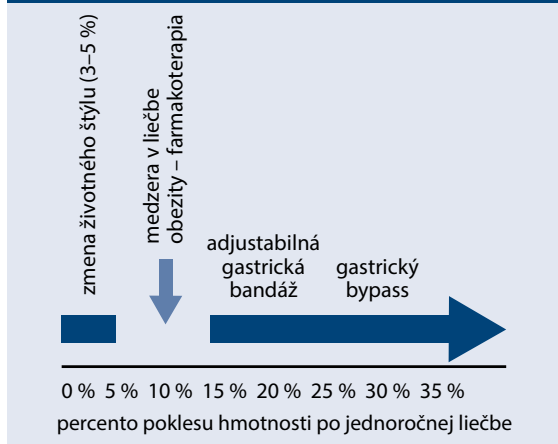 zmena životného štýlu (3–5 %)
medzera v liečbe
obezity – farmakoterapia
adjustabilná
gastrická
bandáž
gastrický
bypass
0 % 5 % 10 % 15 % 20 % 25 % 30 % 35 %
percento poklesu hmotnosti po jednoročnej liečbe